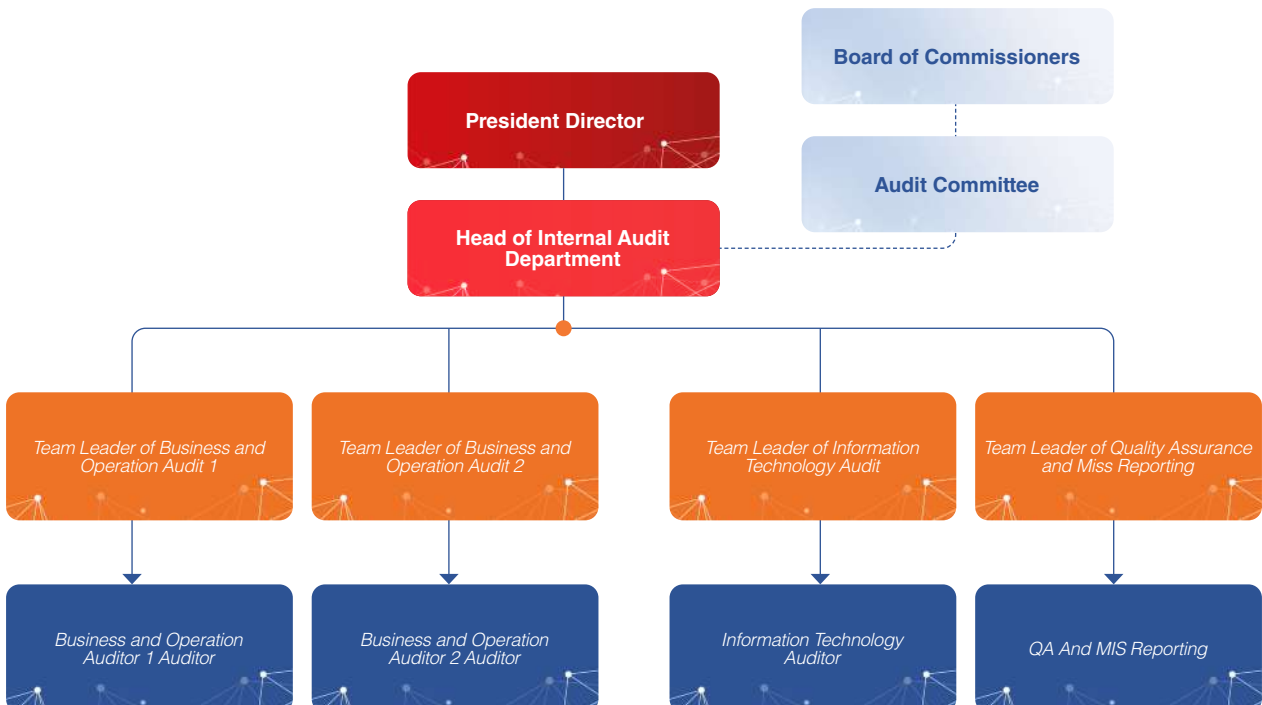 Board of Commissioners
President Director
Audit Committee
Head of Internal Audit
Department
Team Leader of Business and
Operation Audit 1
Team Leader of Business and
Operation Audit 2
Team Leader of Information
Technology Audit
Team Leader of Quality Assurance
and Miss Reporting
Business and Operation
Auditor 1 Auditor
Business and Operation
Auditor 2 Auditor
Information Technology
Auditor
QA And MIS Reporting